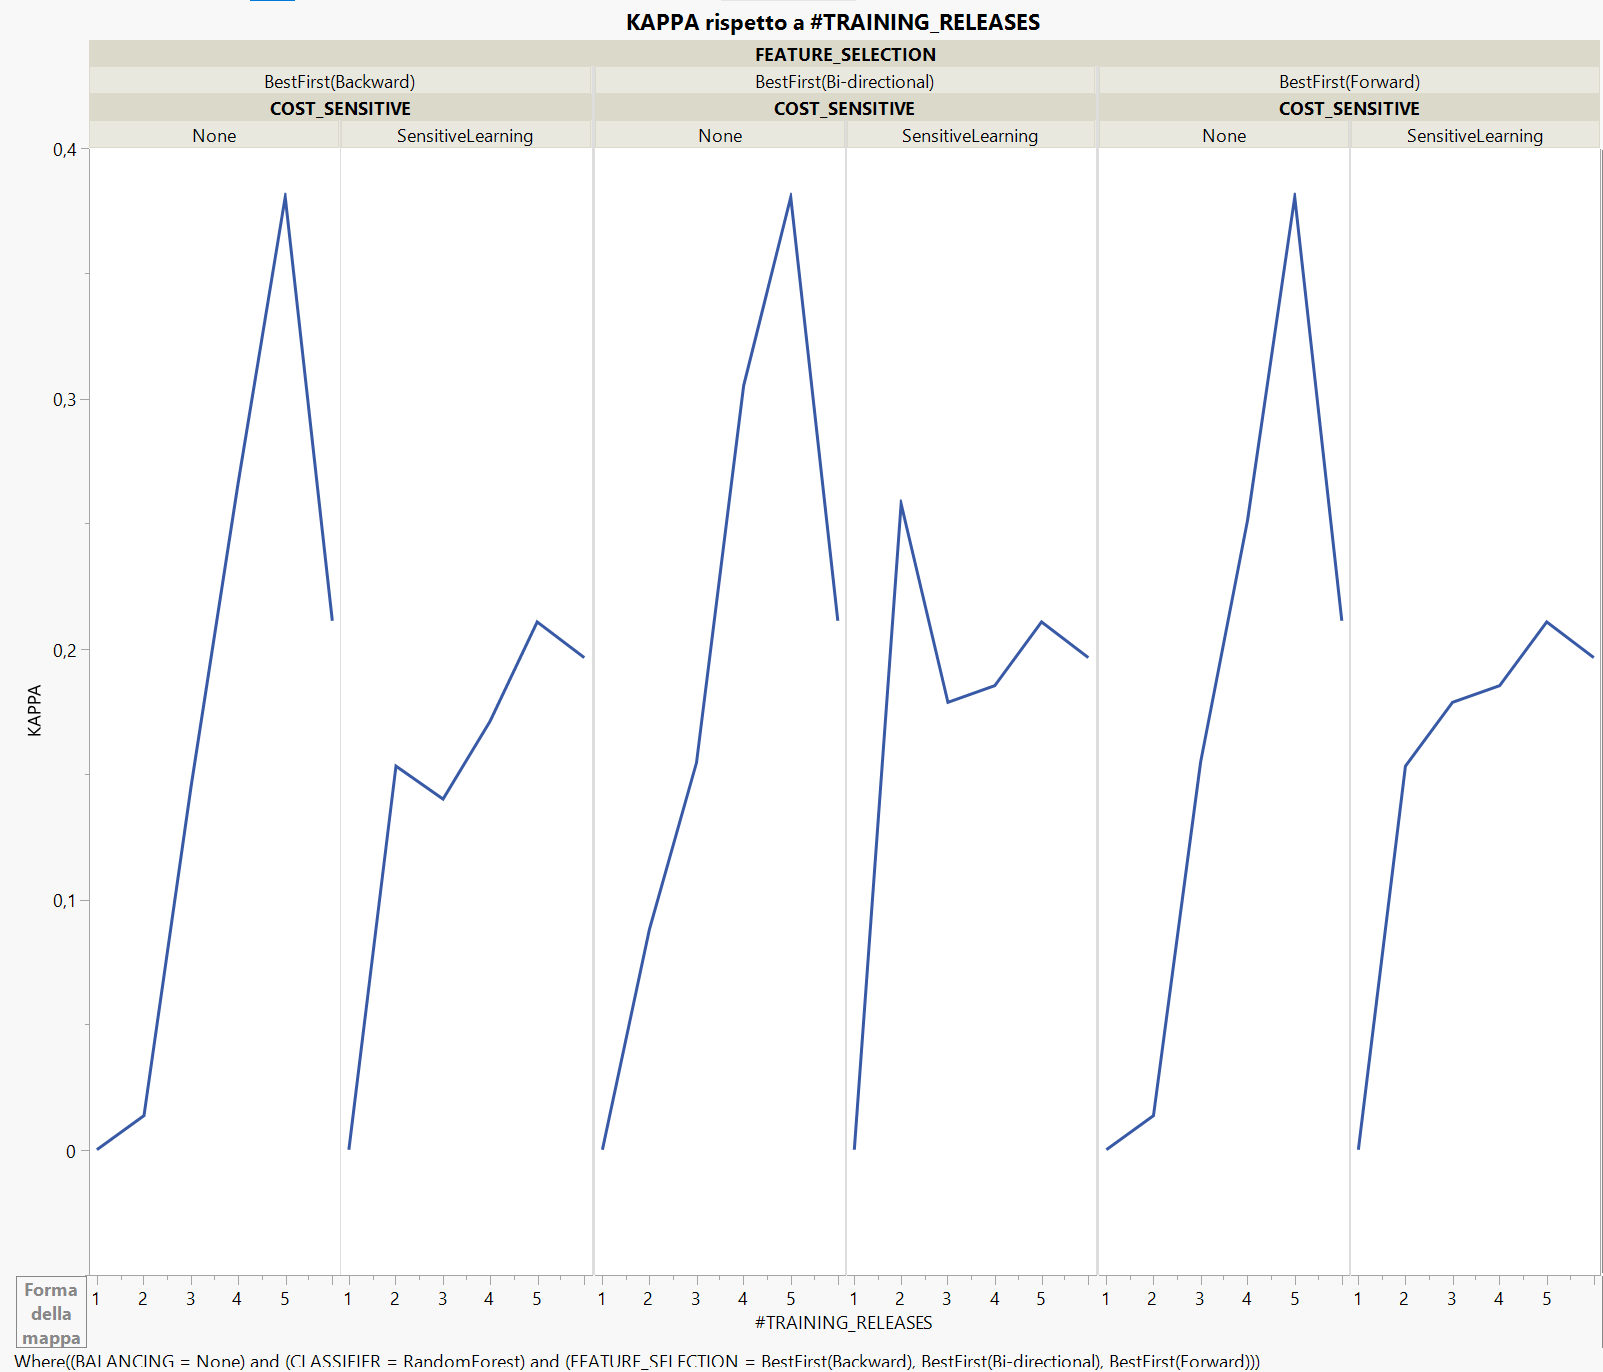 KAPPA rispetto a #TRAINING_RELEASES
FEATURE_SELECTION
BestFirst(Backward) BestFirst(Bi-directional) BestFirst(Forward)
COST_SENSITIVE COST_SENSITIVE COST_SENSITIVE
None SensitiveLearning None SensitiveLearning None SensitiveLearning
0,4
0,3
0,2
KAPPA
0,1
0
Forma
della
mappa
1 2 3 4 5 1 2 3 4 5 1 2 3 4 5 1 2 3 4 5 1 2 3 4 5 1 2 3 4 5
#TRAINING_RELEASES
Where((BALANCING = None) and (CLASSIFIER = RandomForest) and (FEATURE_SELECTION = BestFirst(Backward), BestFirst(Bi-directional), BestFirst(Forward)))